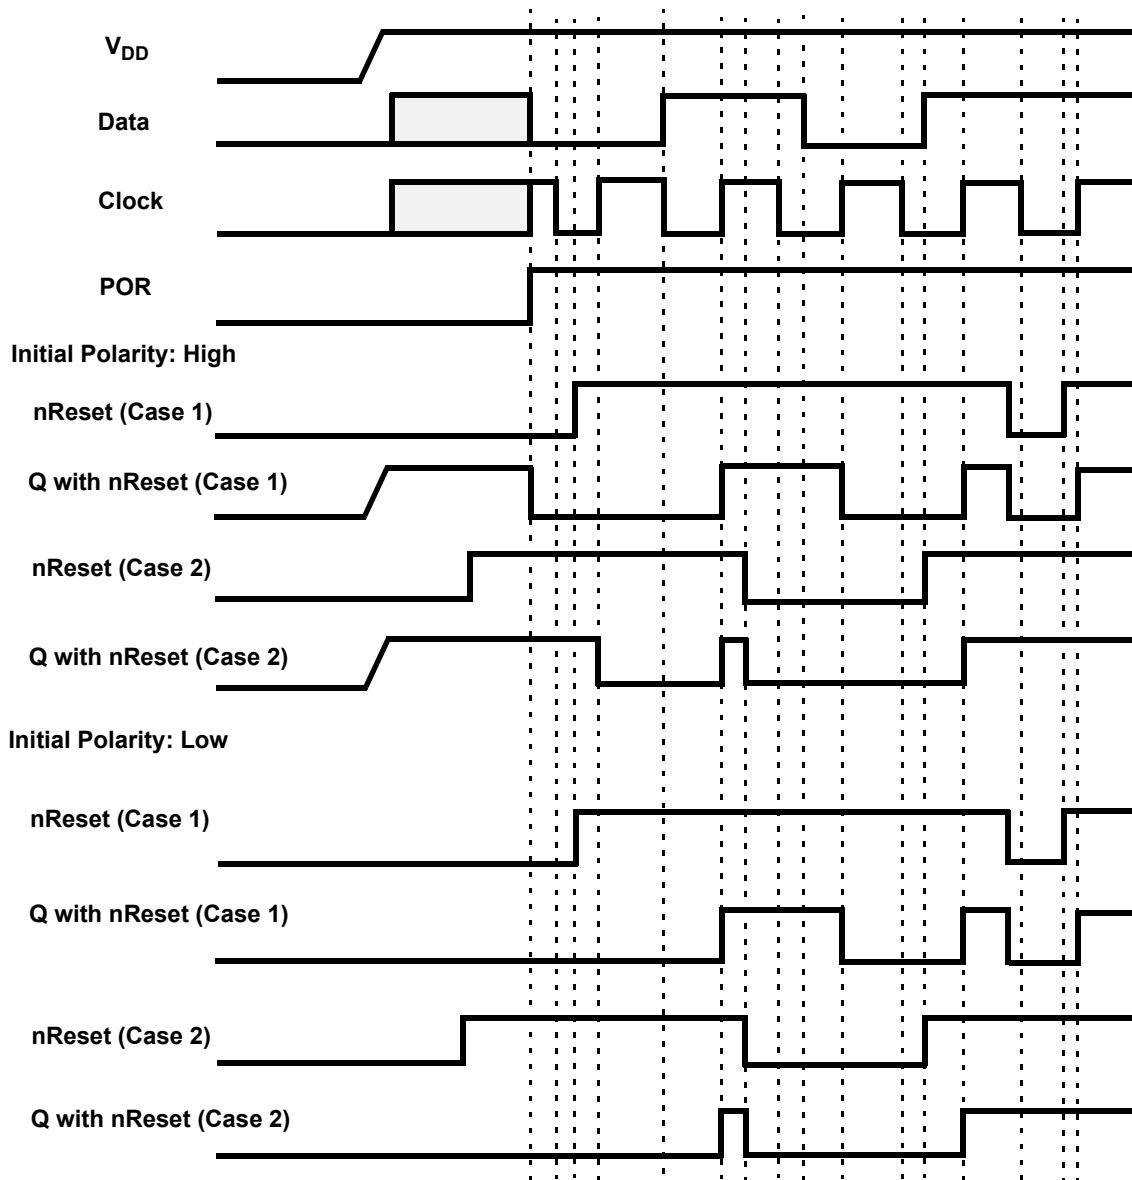 VDD
Data
Clock
POR
Initial Polarity: High
nReset (Case 1)
Q with nReset (Case 1)
nReset (Case 2)
Q with nReset (Case 2)
Initial Polarity: Low
nReset (Case 1)
Q with nReset (Case 1)
nReset (Case 2)
Q with nReset (Case 2)